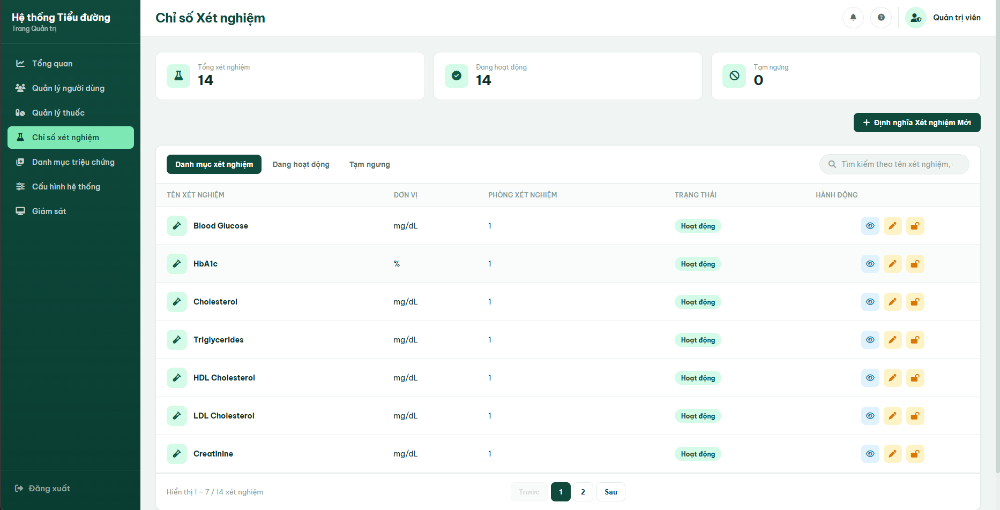 Hệ thống Tiểu đường
Trang Quản trị
Tổng quan
Quản lý người dùng
Quản lý thuốc
Chỉ số xét nghiệm
Danh mục triệu chứng
Cấu hình hệ thống
Giám sát
Đăng xuất
Chỉ số Xét nghiệm
Quản trị viên
Tổng xét nghiệm
14
Đang hoạt động
14
Tạm ngưng
0
Định nghĩa Xét nghiệm Mới
Danh mục xét nghiệm Đang hoạt động Tạm ngưng Tìm kiếm theo tên xét nghiệm,
TÊN XÉT NGHIỆM ĐƠN VỊ PHÒNG XÉT NGHIỆM TRẠNG THÁI HÀNH ĐỘNG
Blood Glucose mg/dL 1 Hoạt động
HbA1c % 1 Hoạt động
Cholesterol mg/dL 1 Hoạt động
Triglycerides mg/dL 1 Hoạt động
HDL Cholesterol mg/dL 1 Hoạt động
LDL Cholesterol mg/dL 1 Hoạt động
Creatinine mg/dL 1 Hoạt động
Hiển thị 1 – 7 / 14 xét nghiệm Trước 1 2 Sau